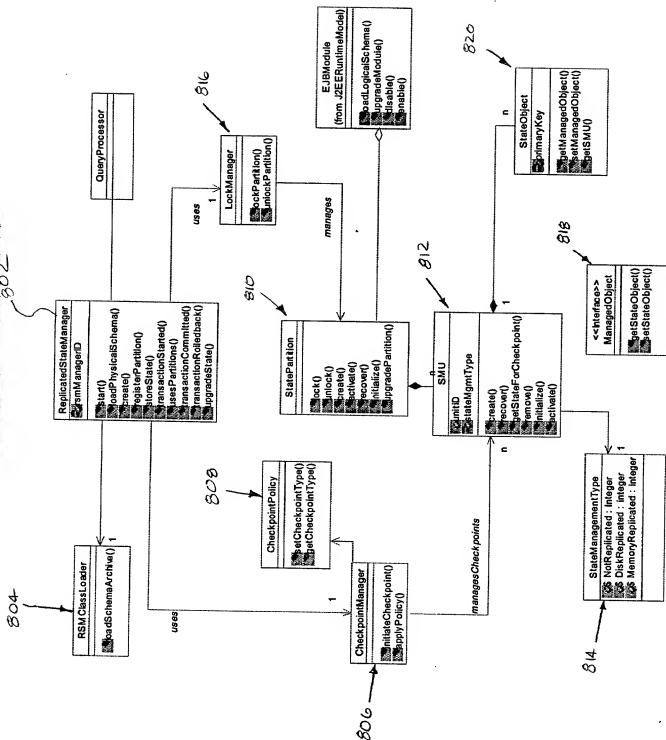 802
ReplicatedStateManager
rsmManagerID
start()
loadPhysicalSchema()
create()
registerPartition()
storeState()
transactionStarted()
usesPartitions()
transactionCommitted()
transactionRollerback()
upgradeState()
QueryProcessor
804
RSMClassLoader
loadSchemaArchive()
1
uses
1
816
LockManager
lockPartition()
unlockPartition()
uses
1
manages
EJBModule
(from J2EERuntimeModel)
loadLogicalSchema()
upgradeModule()
disable()
enable()
808
CheckpointPolicy
setCheckpointType()
getCheckpointType()
810
StatePartition
lock()
unlock()
create()
activate()
recover()
initialize()
upgradePartition()
806
CheckpointManager
initiateCheckpoint()
applyPolicy()
managesCheckpoints
n
812
n
SMU
unitID
stateMgmtType
create()
recover()
getStateForCheckpoint()
remove()
initialize()
activate()
1
n
820
StateObject
primaryKey
getManagedObject()
setManagedObject()
getSMU()
818
<<Interface>>
ManagedObject
getStateObject()
setStateObject()
814
1
StateManagementType
NotReplicated : Integer
DiskReplicated : integer
MemoryReplicated : Integer